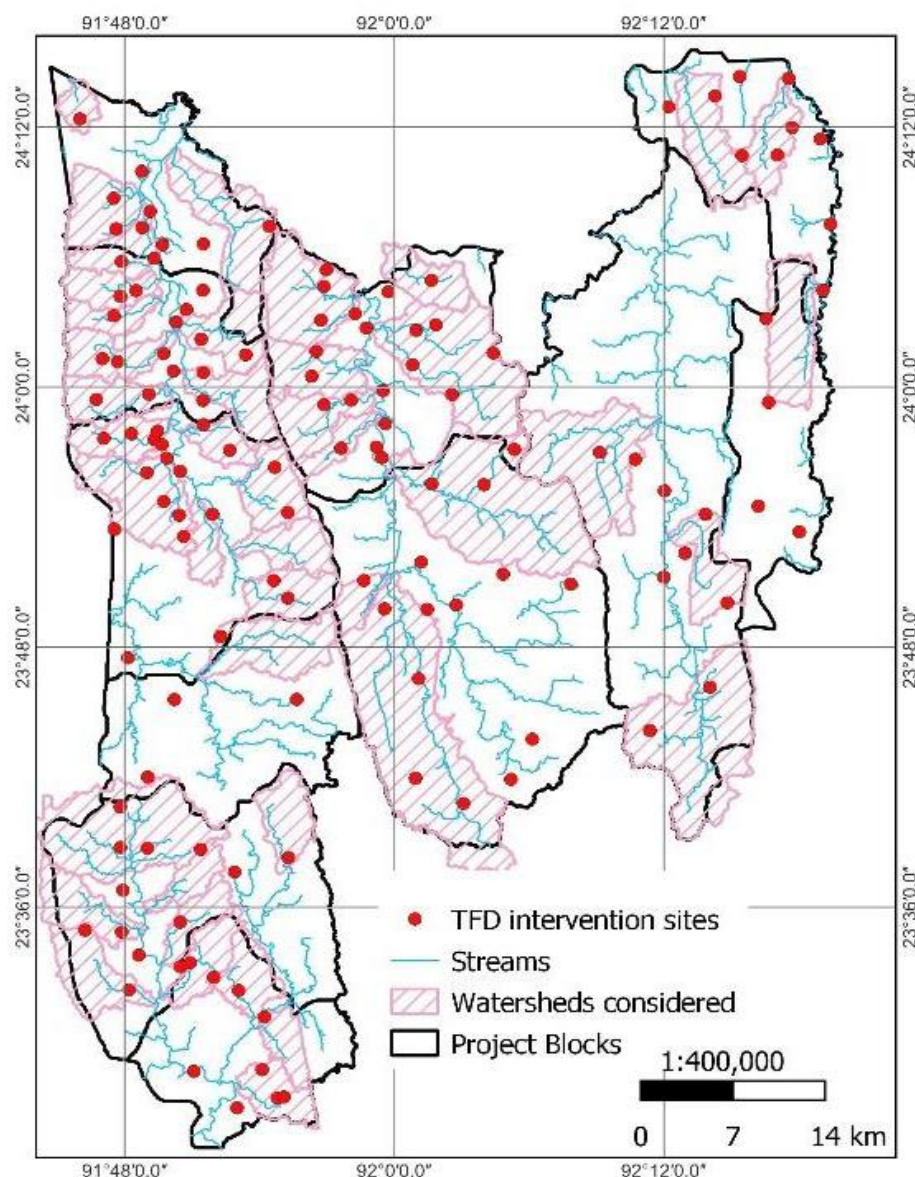 91°48'0.0" 92°0'0.0" 92°12'0.0"
24°12'0.0" 24°12'0.0"
24°0'0.0" 24°0'0.0"
23°48'0.0" 23°48'0.0"
23°36'0.0" 23°36'0.0"
TFD intervention sites
Streams
Watersheds considered
Project Blocks
1:400,000
0 7 14 km
91°48'0.0" 92°0'0.0" 92°12'0.0"